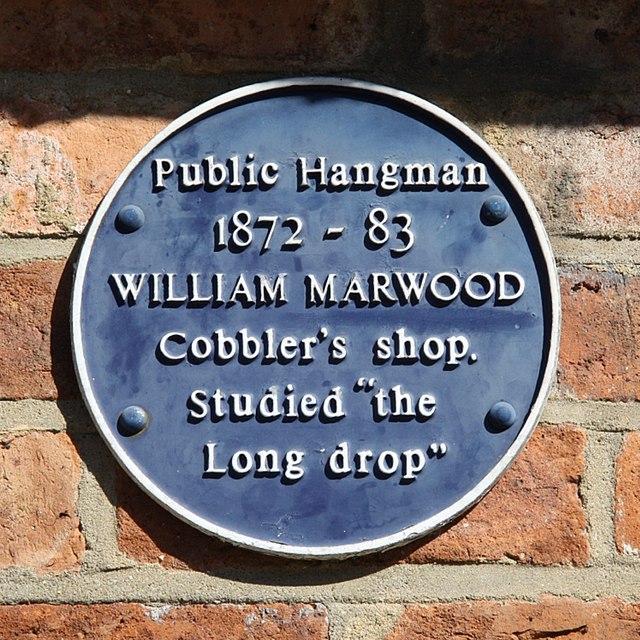 Public Hangman
1872 - 83
WILLIAM MARWOOD
Cobbler's shop.
Studied "the
Long drop"